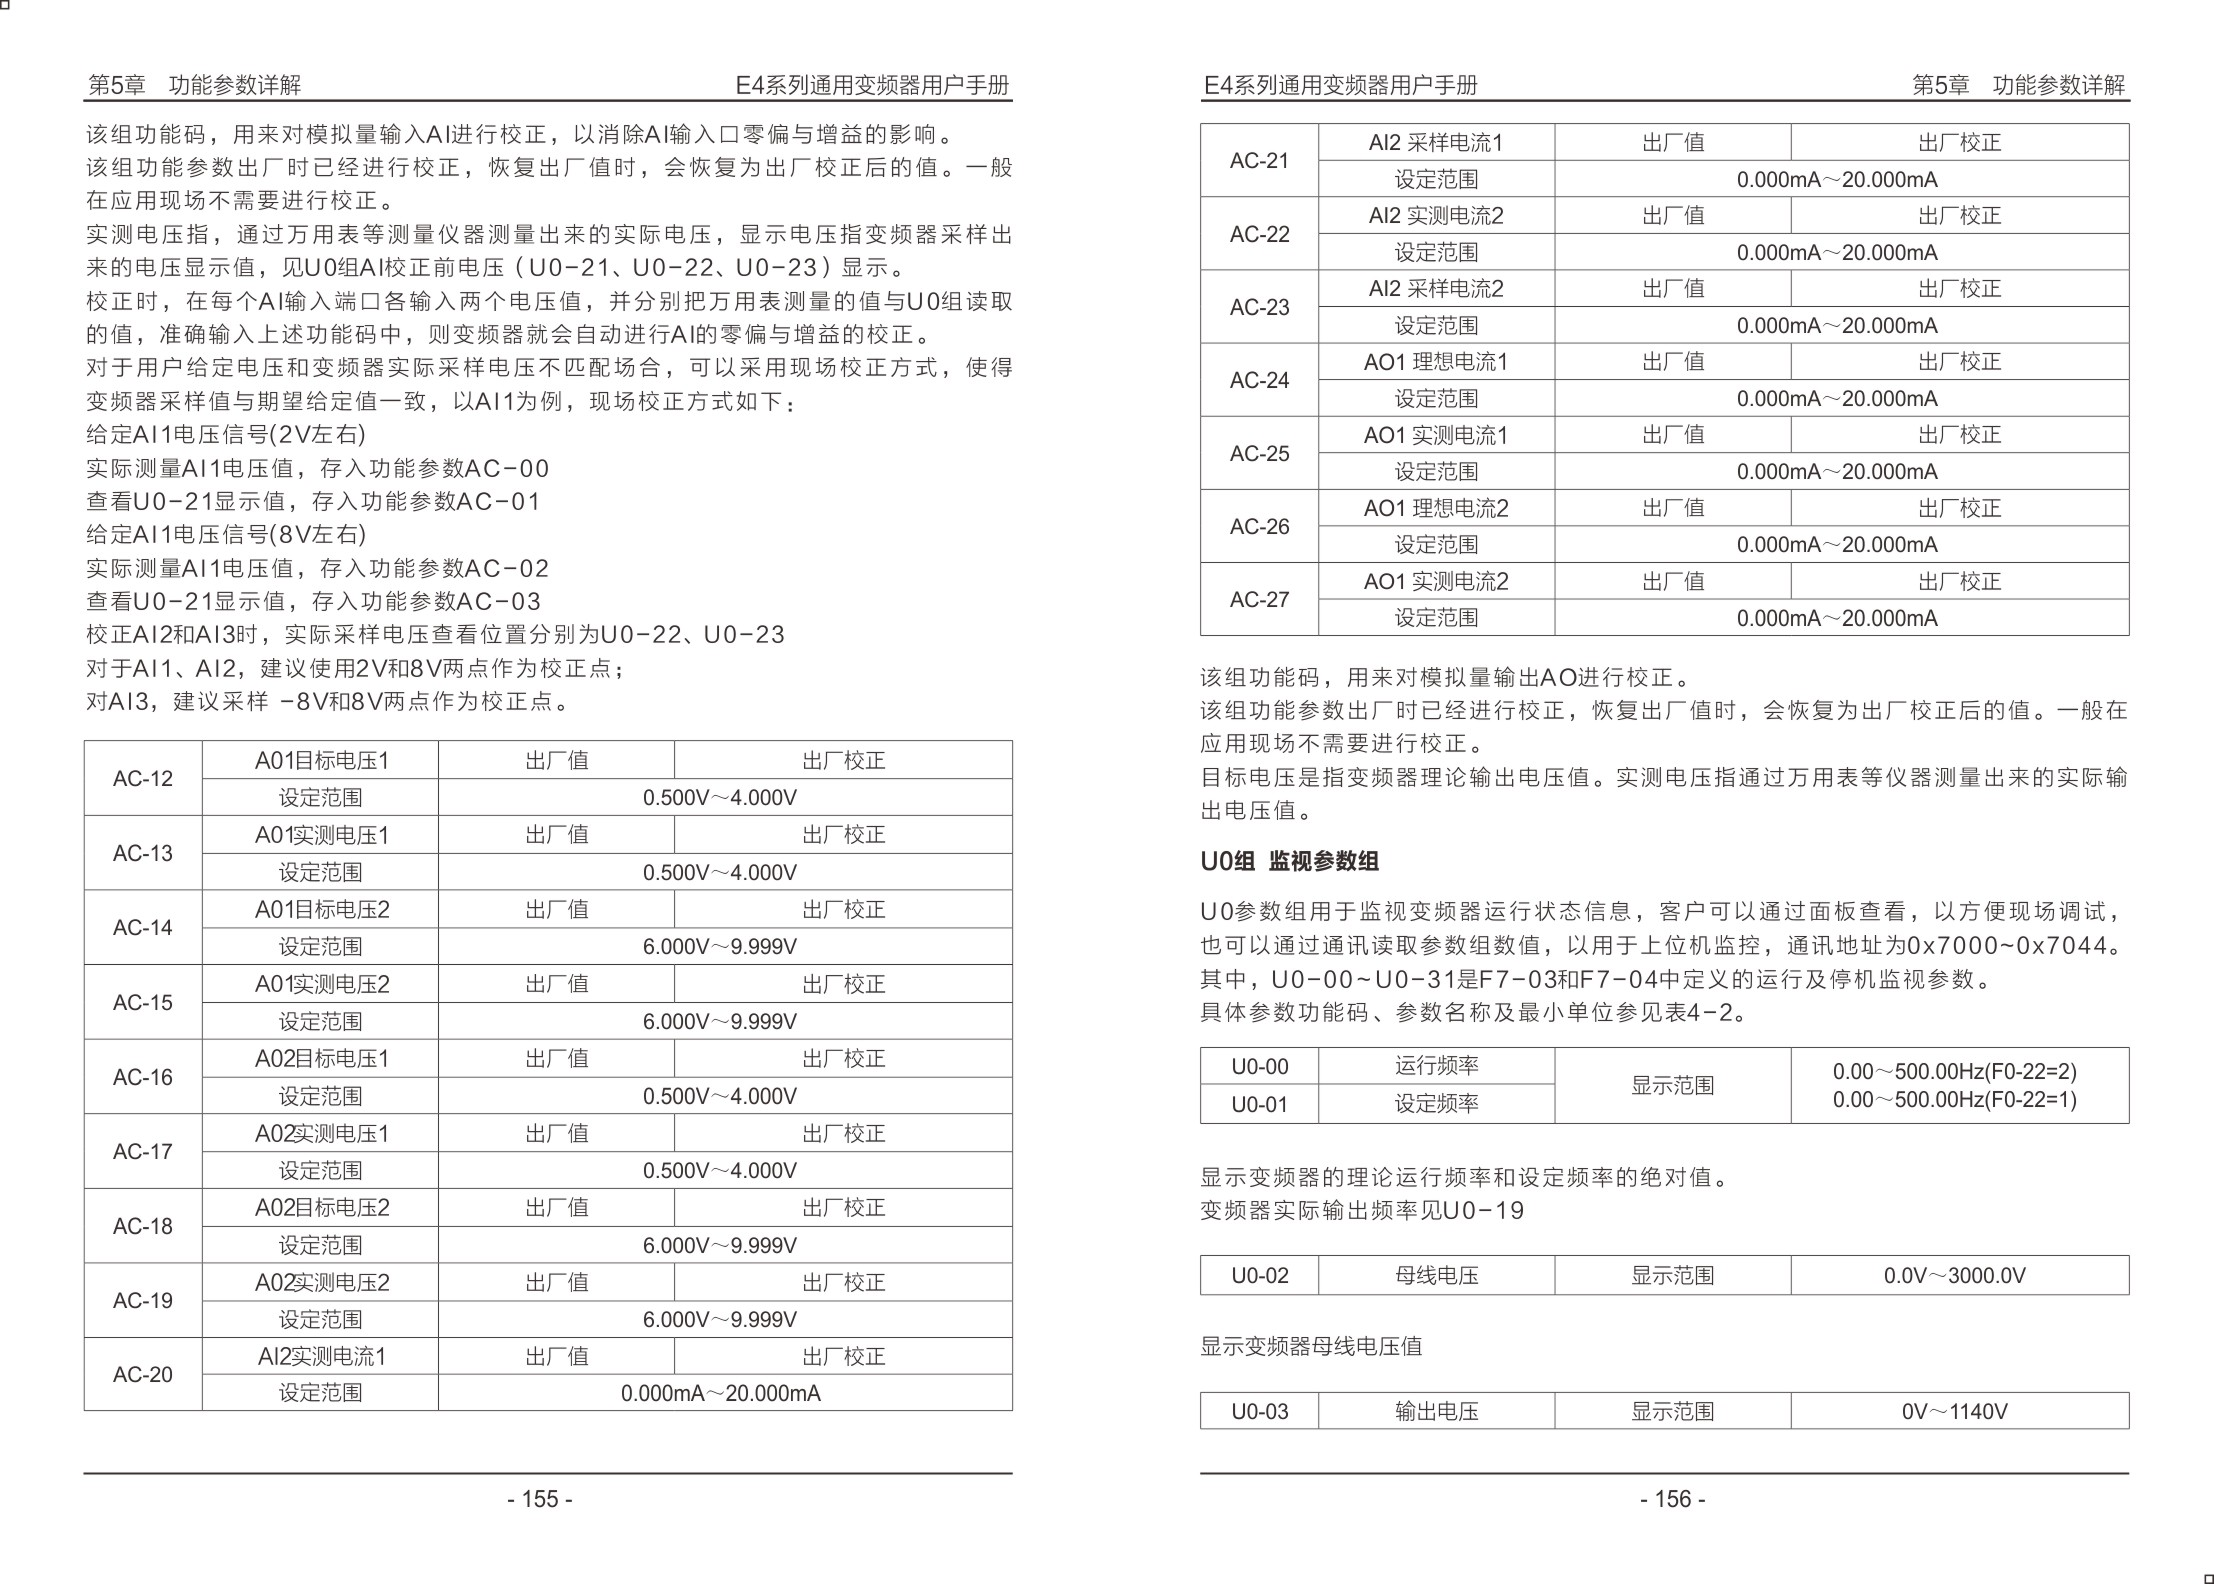 第5章　功能参数详解　E4系列通用变频器用户手册
该组功能码，用来对模拟量输入AI进行校正，以消除AI输入口零偏与增益的影响。
该组功能参数出厂时已经进行校正，恢复出厂值时，会恢复为出厂校正后的值。一般
在应用现场不需要进行校正。
实测电压指，通过万用表等测量仪器测量出来的实际电压，显示电压指变频器采样出
来的电压显示值，见U0组AI校正前电压（U0-21、U0-22、U0-23）显示。
校正时，在每个AI输入端口各输入两个电压值，并分别把万用表测量的值与U0组读取
的值，准确输入上述功能码中，则变频器就会自动进行AI的零偏与增益的校正。
对于用户给定电压和变频器实际采样电压不匹配场合，可以采用现场校正方式，使得
变频器采样值与期望给定值一致，以AI1为例，现场校正方式如下：
给定AI1电压信号(2V左右)
实际测量AI1电压值，存入功能参数AC-00
查看U0-21显示值，存入功能参数AC-01
给定AI1电压信号(8V左右)
实际测量AI1电压值，存入功能参数AC-02
查看U0-21显示值，存入功能参数AC-03
校正AI2和AI3时，实际采样电压查看位置分别为U0-22、U0-23
对于AI1、AI2，建议使用2V和8V两点作为校正点；
对AI3，建议采样 -8V和8V两点作为校正点。
AC-12　A01目标电压1　出厂值　出厂校正
设定范围　0.500V～4.000V
AC-13　A01实测电压1　出厂值　出厂校正
设定范围　0.500V～4.000V
AC-14　A01目标电压2　出厂值　出厂校正
设定范围　6.000V～9.999V
AC-15　A01实测电压2　出厂值　出厂校正
设定范围　6.000V～9.999V
AC-16　A02目标电压1　出厂值　出厂校正
设定范围　0.500V～4.000V
AC-17　A02实测电压1　出厂值　出厂校正
设定范围　0.500V～4.000V
AC-18　A02目标电压2　出厂值　出厂校正
设定范围　6.000V～9.999V
AC-19　A02实测电压2　出厂值　出厂校正
设定范围　6.000V～9.999V
AC-20　AI2实测电流1　出厂值　出厂校正
设定范围　0.000mA～20.000mA
- 155 -
E4系列通用变频器用户手册　第5章　功能参数详解
AC-21　AI2 采样电流1　出厂值　出厂校正
设定范围　0.000mA～20.000mA
AC-22　AI2 实测电流2　出厂值　出厂校正
设定范围　0.000mA～20.000mA
AC-23　AI2 采样电流2　出厂值　出厂校正
设定范围　0.000mA～20.000mA
AC-24　AO1 理想电流1　出厂值　出厂校正
设定范围　0.000mA～20.000mA
AC-25　AO1 实测电流1　出厂值　出厂校正
设定范围　0.000mA～20.000mA
AC-26　AO1 理想电流2　出厂值　出厂校正
设定范围　0.000mA～20.000mA
AC-27　AO1 实测电流2　出厂值　出厂校正
设定范围　0.000mA～20.000mA
该组功能码，用来对模拟量输出AO进行校正。
该组功能参数出厂时已经进行校正，恢复出厂值时，会恢复为出厂校正后的值。一般在
应用现场不需要进行校正。
目标电压是指变频器理论输出电压值。实测电压指通过万用表等仪器测量出来的实际输
出电压值。
U0组 监视参数组
U0参数组用于监视变频器运行状态信息，客户可以通过面板查看，以方便现场调试，
也可以通过通讯读取参数组数值，以用于上位机监控，通讯地址为0x7000~0x7044。
其中，U0-00~U0-31是F7-03和F7-04中定义的运行及停机监视参数。
具体参数功能码、参数名称及最小单位参见表4-2。
U0-00　运行频率　显示范围　0.00～500.00Hz(F0-22=2)
U0-01　设定频率　0.00～500.00Hz(F0-22=1)
显示变频器的理论运行频率和设定频率的绝对值。
变频器实际输出频率见U0-19
U0-02　母线电压　显示范围　0.0V～3000.0V
显示变频器母线电压值
U0-03　输出电压　显示范围　0V～1140V
- 156 -